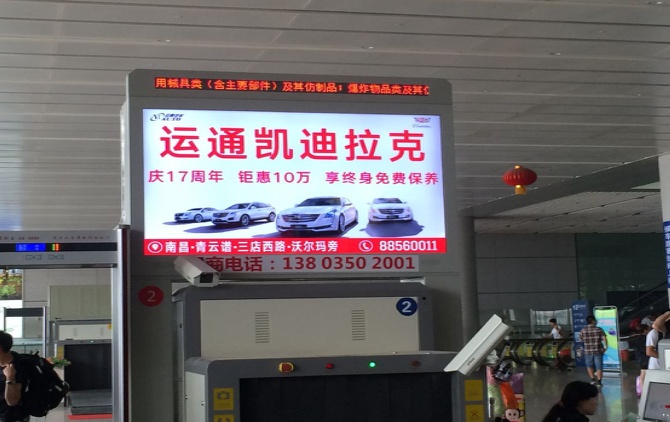 用械具类（含主要部件）及其仿制品；爆炸物品类及其仿
AUTO
运通凯迪拉克
庆17周年 钜惠10万 享终身免费保养
南昌-青云谱-三店西路-沃尔玛旁 88560011
商电话：138 0350 2001
2
2